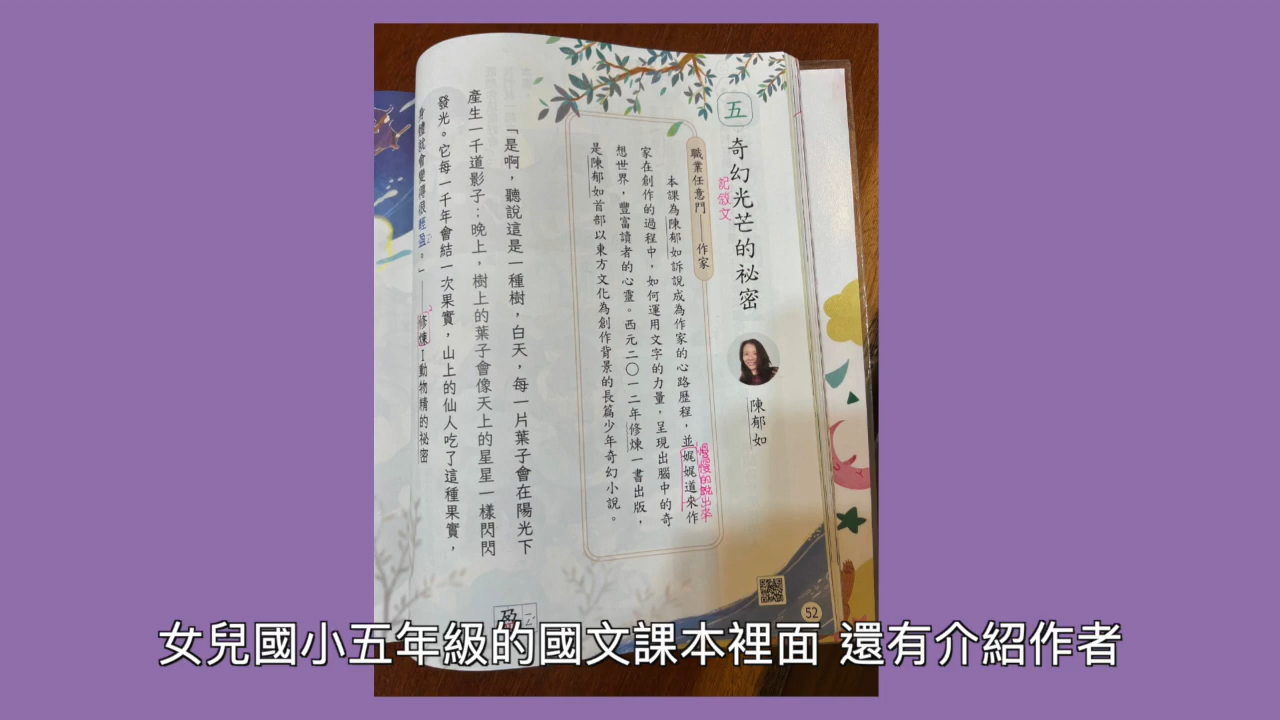 五
奇幻光芒的祕密
記敘文
陳郁如
職業任意門——作家
本課為陳郁如訴說成為作家的心路歷程，並娓娓道來作
慢慢的說出來
家在創作的過程中，如何運用文字的力量，呈現出腦中的奇
想世界，豐富讀者的心靈。西元二〇一二年修煉一書出版，
是陳郁如首部以東方文化為創作背景的長篇少年奇幻小說。
「是啊，聽說這是一種樹，白天，每一片葉子會在陽光下
產生一千道影子；晚上，樹上的葉子會像天上的星星一樣閃閃
發光。它每一千年會結一次果實，山上的仙人吃了這種果實，
身體就會變得很輕盈。」——修煉I動物精的祕密
盈
52
女兒國小五年級的國文課本裡面 還有介紹作者